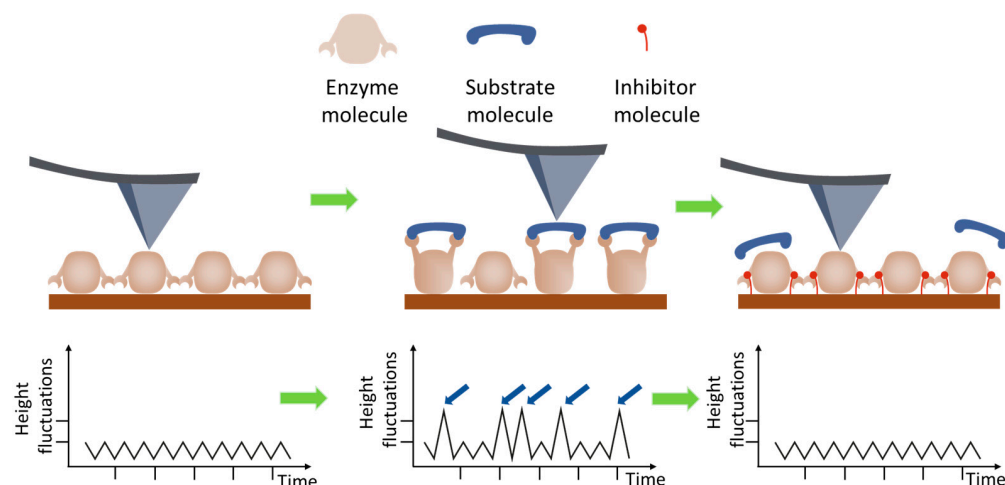 Enzyme
molecule
Substrate
molecule
Inhibitor
molecule
Height
fluctuations
Time
Height
fluctuations
Time
Height
fluctuations
Time